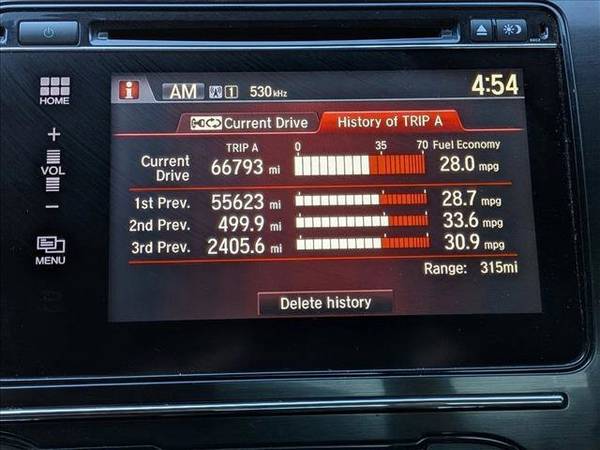 AM 1 530 kHz 4:54
HOME
Current Drive History of TRIP A
+
VOL
−
MENU
TRIP A 0 35 70 Fuel Economy
Current Drive 66793 mi 28.0 mpg
1st Prev. 55623 mi 28.7 mpg
2nd Prev. 499.9 mi 33.6 mpg
3rd Prev. 2405.6 mi 30.9 mpg
Range: 315mi
Delete history